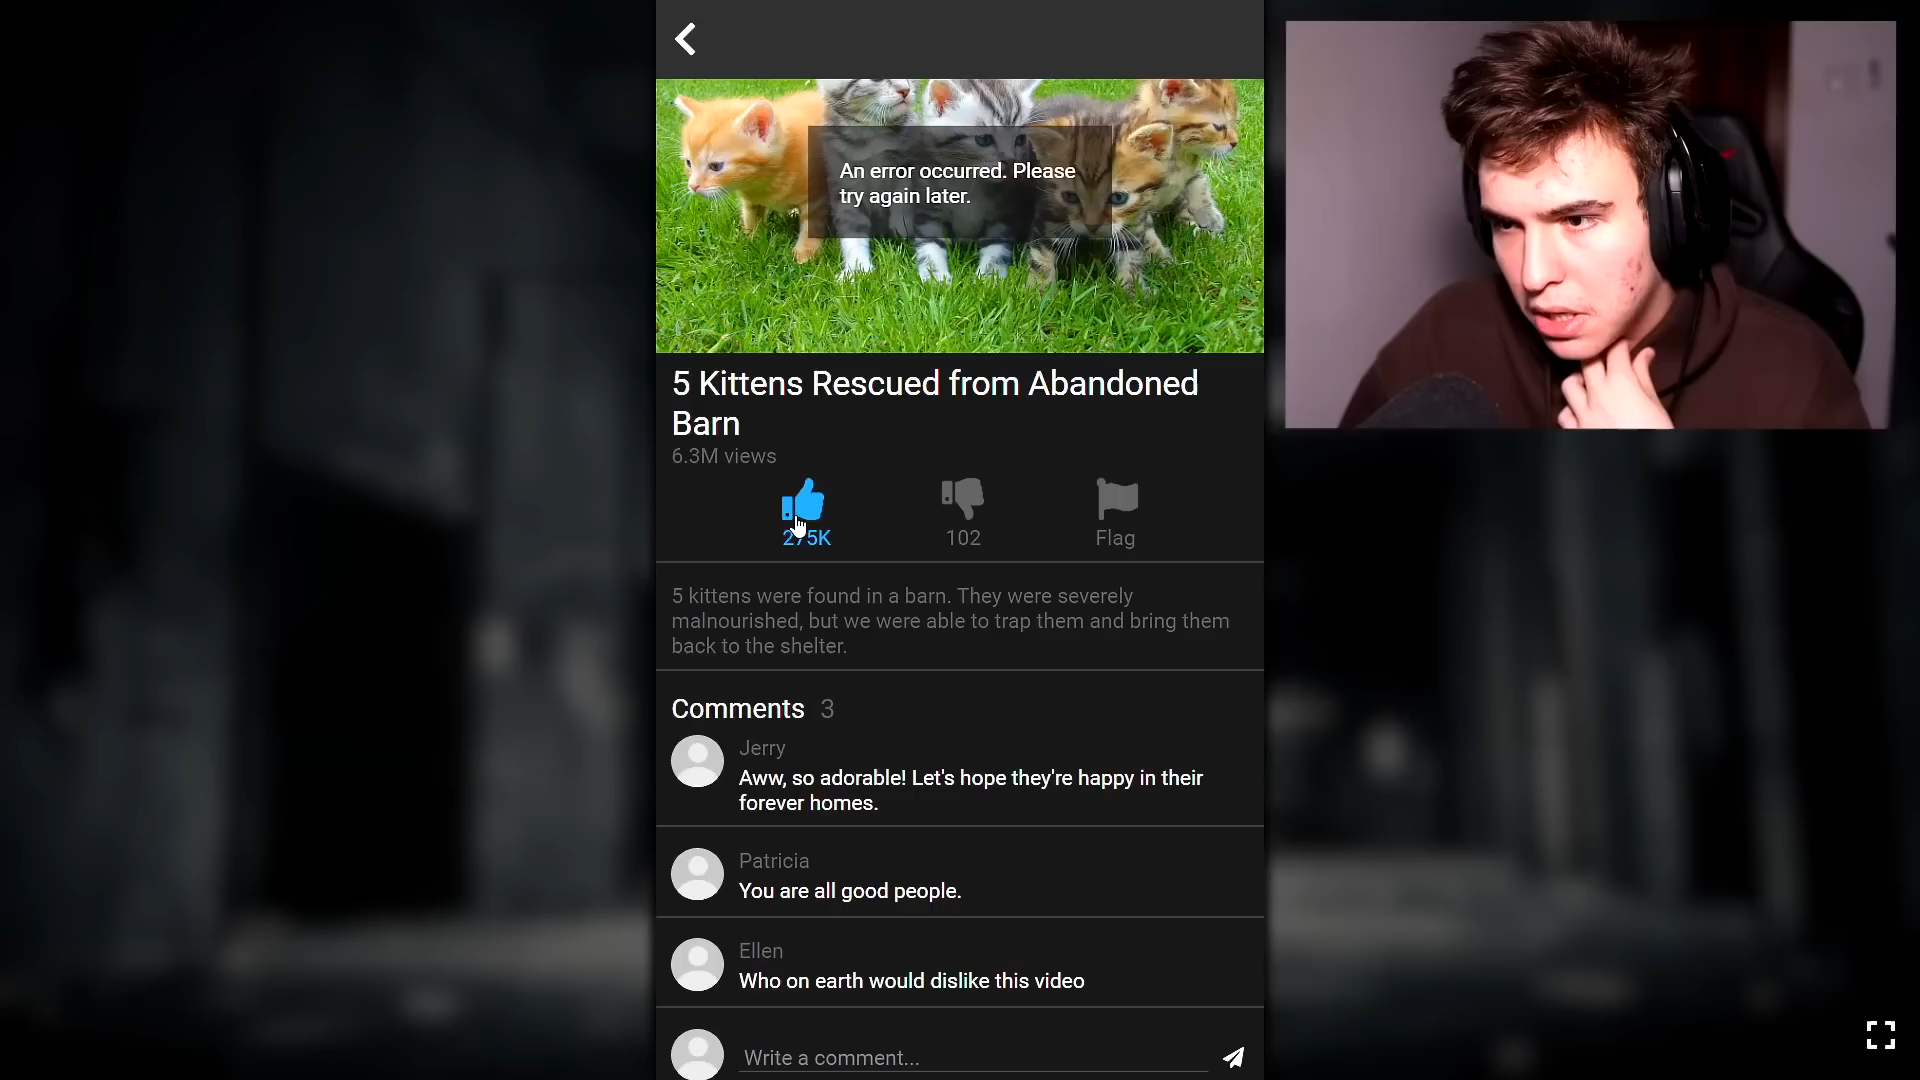 An error occurred. Please
try again later.
5 Kittens Rescued from Abandoned
Barn
6.3M views
275K
102
Flag
5 kittens were found in a barn. They were severely
malnourished, but we were able to trap them and bring them
back to the shelter.
Comments 3
Jerry
Aww, so adorable! Let's hope they're happy in their
forever homes.
Patricia
You are all good people.
Ellen
Who on earth would dislike this video
Write a comment...